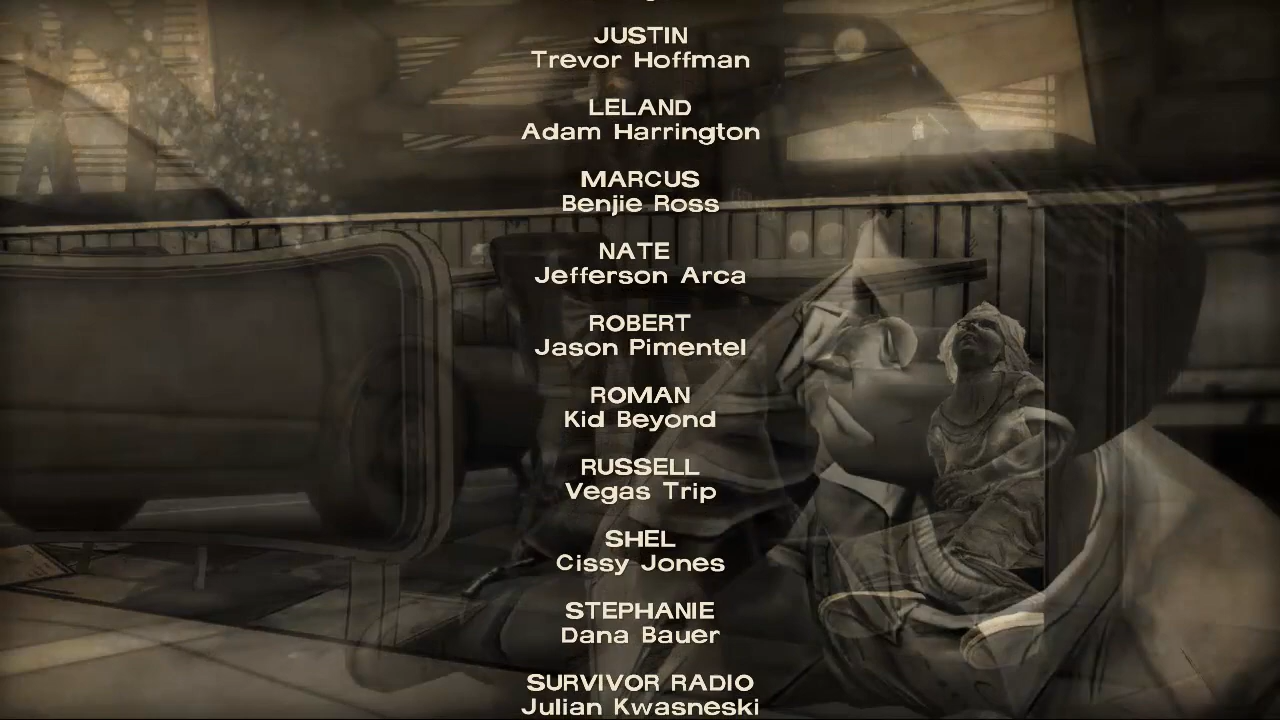 JUSTIN
Trevor Hoffman
LELAND
Adam Harrington
MARCUS
Benjie Ross
NATE
Jefferson Arca
ROBERT
Jason Pimentel
ROMAN
Kid Beyond
RUSSELL
Vegas Trip
SHEL
Cissy Jones
STEPHANIE
Dana Bauer
SURVIVOR RADIO
Julian Kwasneski